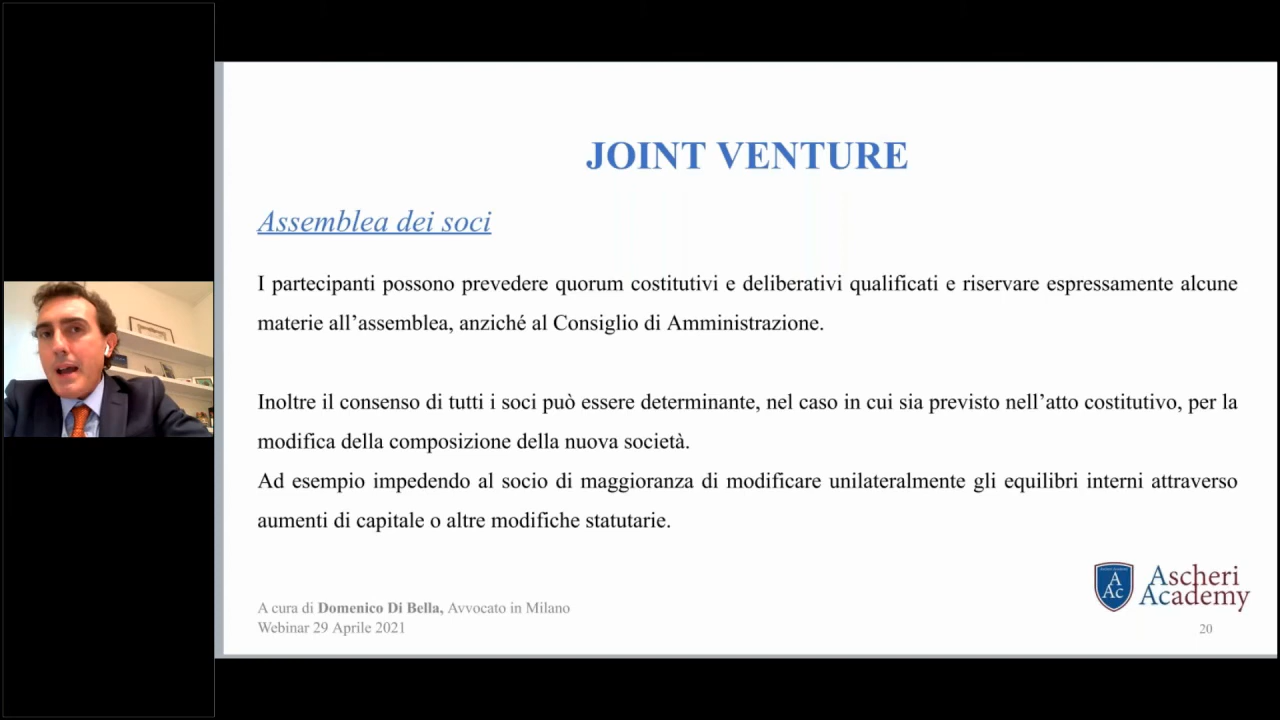 JOINT VENTURE
Assemblea dei soci
I partecipanti possono prevedere quorum costitutivi e deliberativi qualificati e riservare espressamente alcune
materie all’assemblea, anziché al Consiglio di Amministrazione.
Inoltre il consenso di tutti i soci può essere determinante, nel caso in cui sia previsto nell’atto costitutivo, per la
modifica della composizione della nuova società.
Ad esempio impedendo al socio di maggioranza di modificare unilateralmente gli equilibri interni attraverso
aumenti di capitale o altre modifiche statutarie.
A cura di Domenico Di Bella, Avvocato in Milano
Webinar 29 Aprile 2021
A
Ac
Ascheri
Academy
20